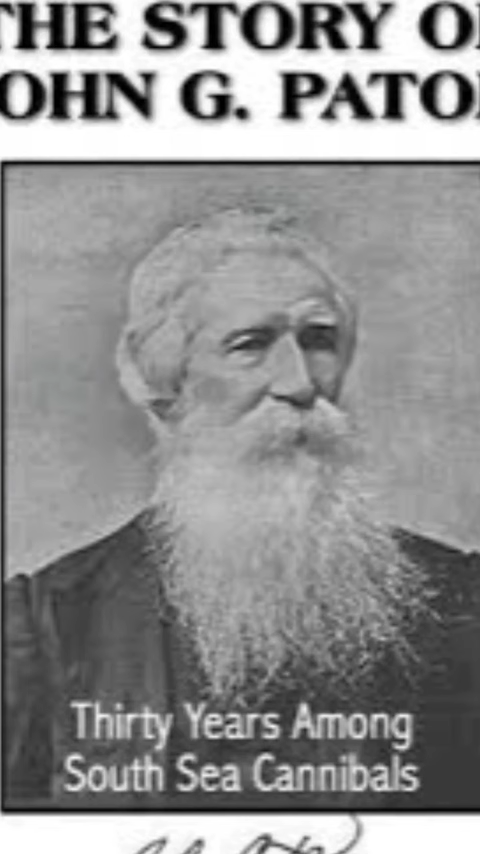 THE STORY O
OHN G. PATO
Thirty Years Among
South Sea Cannibals